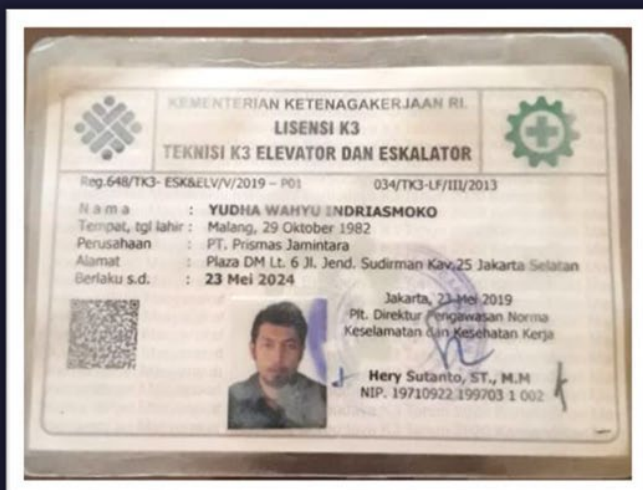 KEMENTERIAN KETENAGAKERJAAN RI.
LISENSI K3
TEKNISI K3 ELEVATOR DAN ESKALATOR
Reg.648/TK3- ESK&ELV/V/2019 – P01 034/TK3-LF/III/2013
Nama : YUDHA WAHYU INDRIASMOKO
Tempat, tgl lahir : Malang, 29 Oktober 1982
Perusahaan : PT. Prismas Jamintara
Alamat : Plaza DM Lt. 6 Jl. Jend. Sudirman Kav.25 Jakarta Selatan
Berlaku s.d. : 23 Mei 2024
Jakarta, 23 Mei 2019
Plt. Direktur Pengawasan Norma
Keselamatan dan Kesehatan Kerja
Hery Sutanto, ST., M.M
NIP. 19710922 199703 1 002